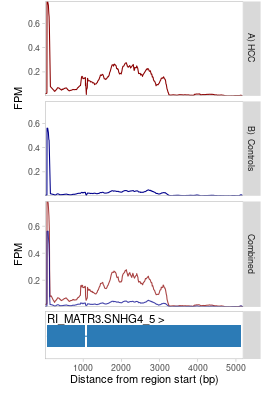 0.6
0.4
0.2
A) HCC
FPM
0.6
0.4
0.2
B) Controls
0.6
0.4
0.2
FPM
Combined
RI_MATR3.SNHG4_5 >
1000 2000 3000 4000 5000
Distance from region start (bp)